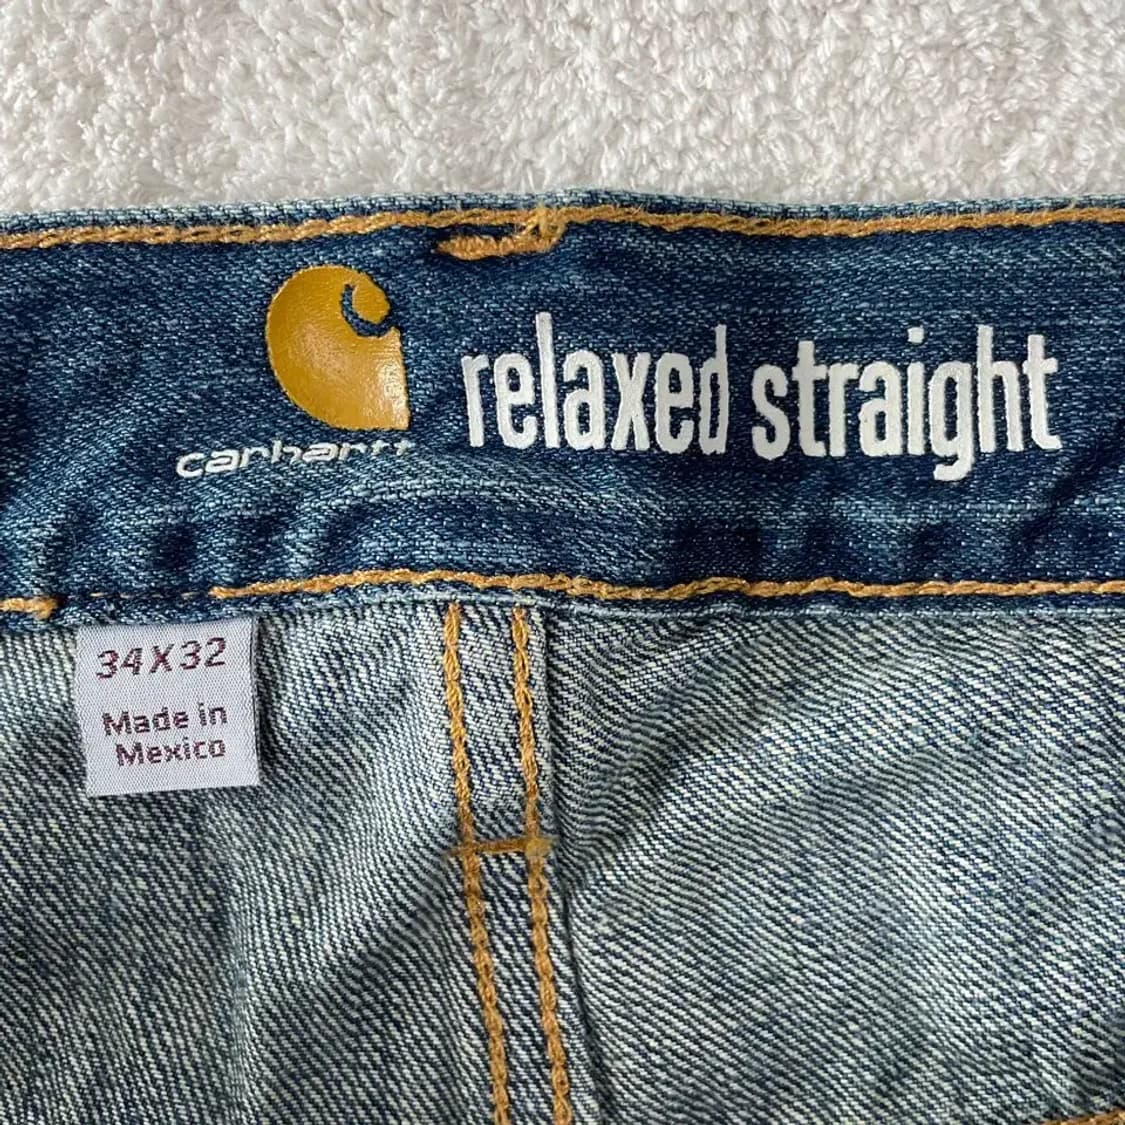 carhartt
relaxed straight
34X32
Made in
Mexico